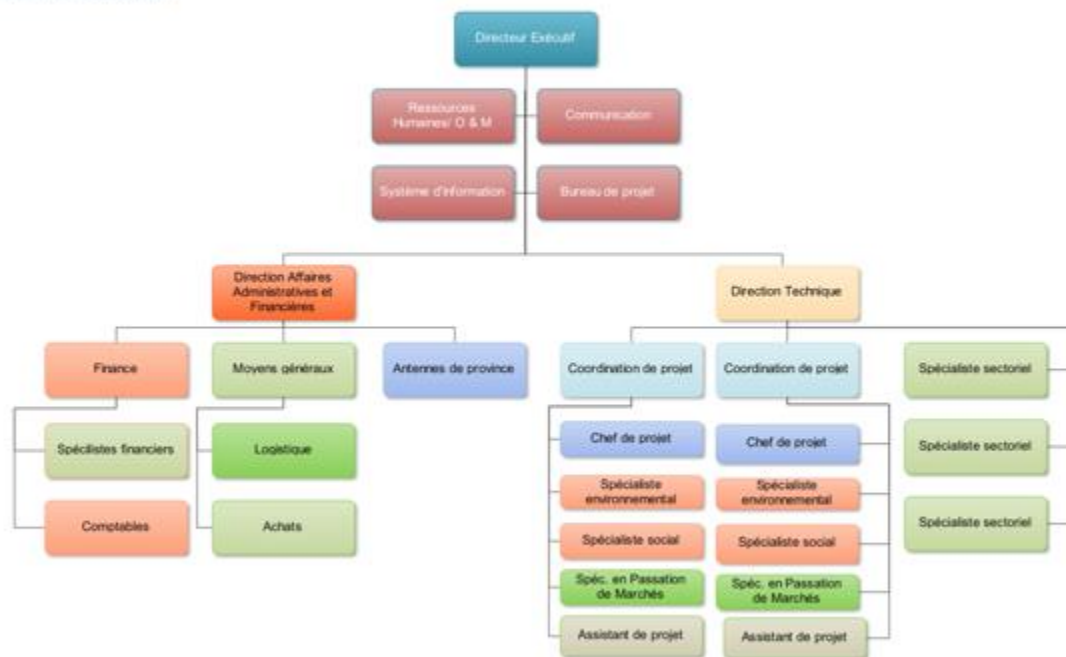 Directeur Exécutif
Ressources
Humaines/ O & M
Communication
Système d'information
Bureau de projet
Direction Affaires
Administratives et
Financières
Direction Technique
Finance
Moyens généraux
Antennes de province
Coordination de projet
Coordination de projet
Spécialiste sectoriel
Spécilistes financiers
Logistique
Chef de projet
Chef de projet
Spécialiste sectoriel
Spécialiste
environnemental
Spécialiste
environnemental
Comptables
Achats
Spécialiste social
Spécialiste social
Spécialiste sectoriel
Spéc. en Passation
de Marchés
Spéc. en Passation
de Marchés
Assistant de projet
Assistant de projet